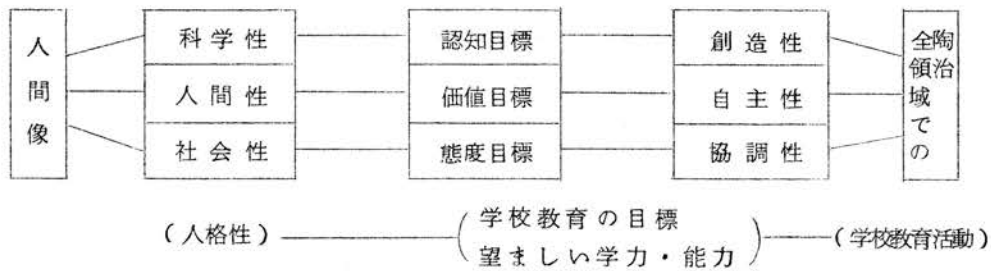 人間像
科学性
人間性
社会性
認知目標
価値目標
態度目標
創造性
自主性
協調性
全領域での
陶治
(人格性)
学校教育の目標
望ましい学力・能力
(学校教育活動)